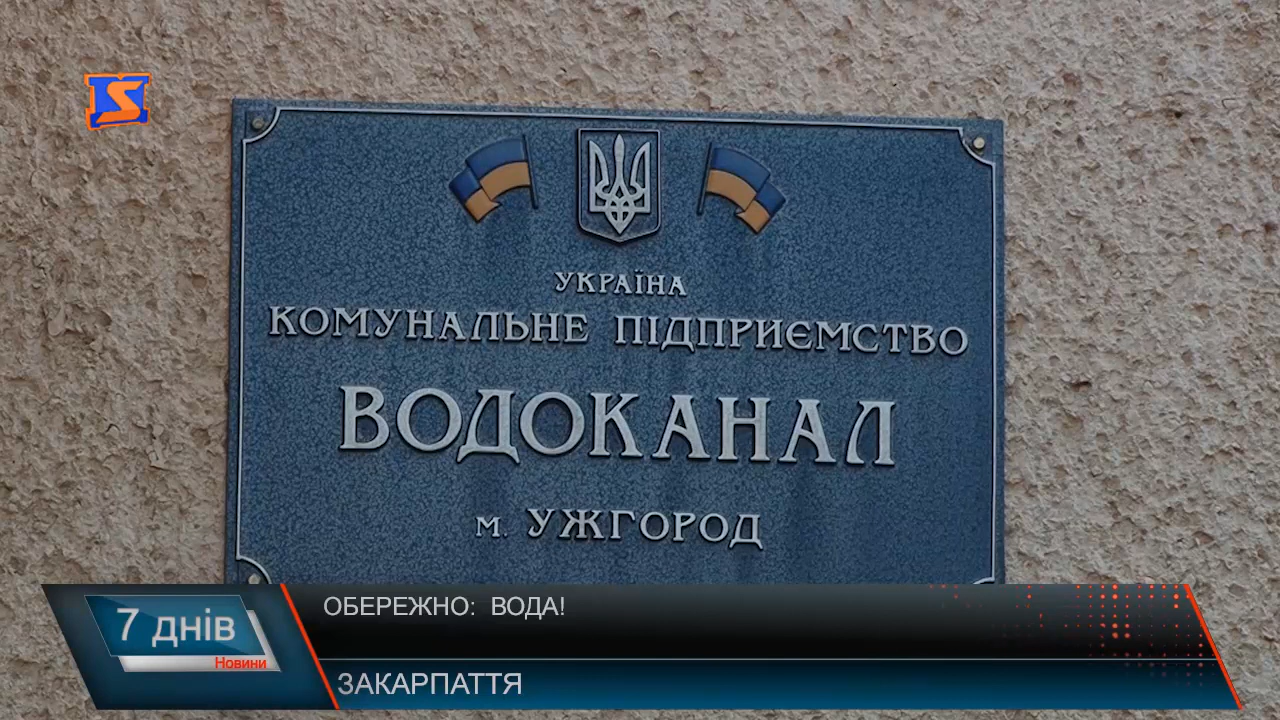 УКРАЇНА
КОМУНАЛЬНЕ ПІДПРИЄМСТВО
ВОДОКАНАЛ
м. УЖГОРОД
7 днів
Новини
ОБЕРЕЖНО: ВОДА!
ЗАКАРПАТТЯ